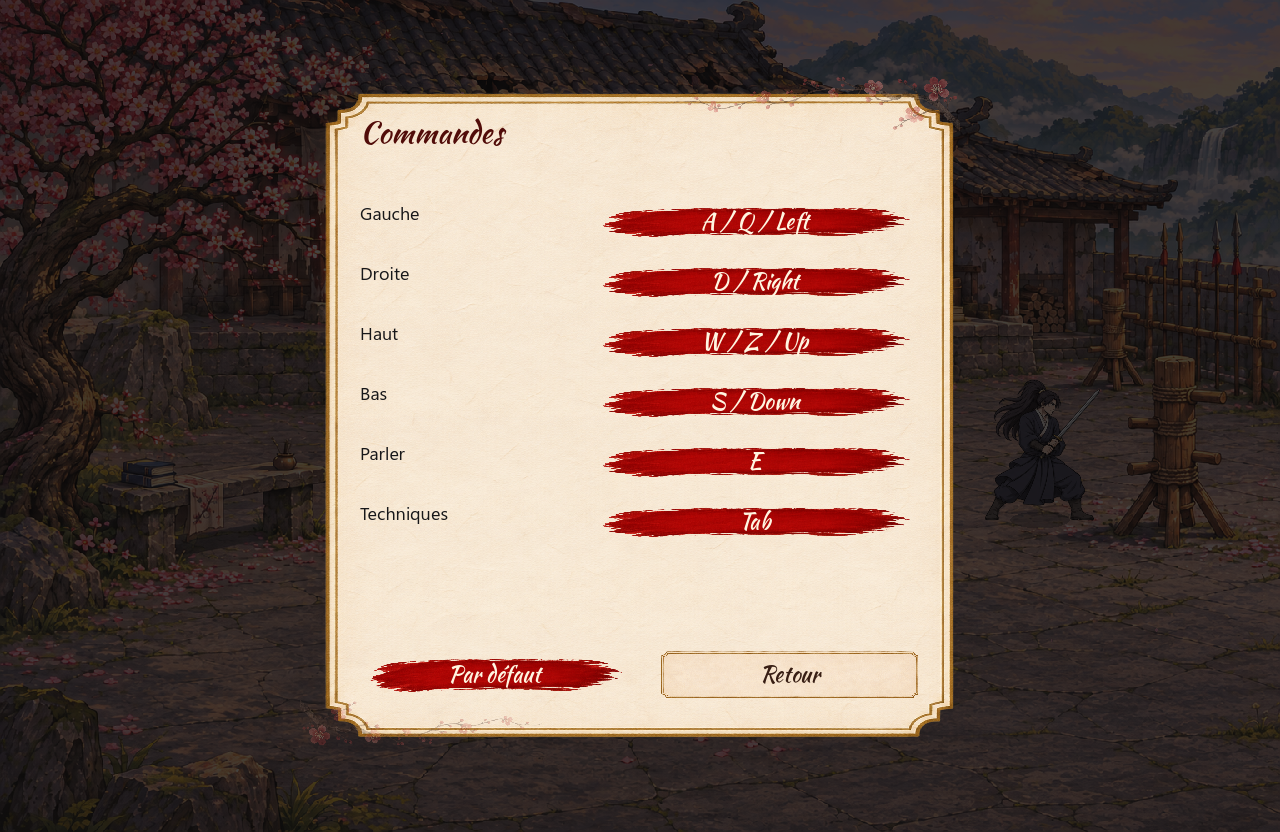 Commandes
Gauche
A / Q / Left
Droite
D / Right
Haut
W / Z / Up
Bas
S / Down
Parler
E
Techniques
Tab
Par défaut
Retour